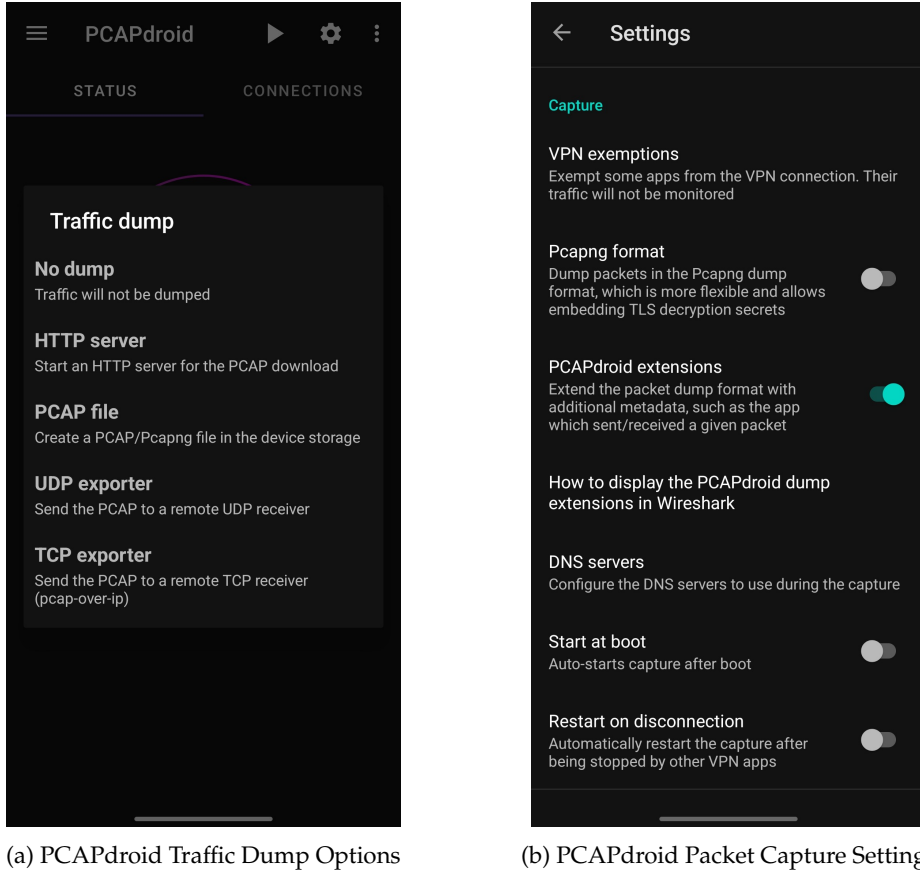 PCAPdroid
STATUS
CONNECTIONS
Traffic dump
No dump
Traffic will not be dumped
HTTP server
Start an HTTP server for the PCAP download
PCAP file
Create a PCAP/Pcapng file in the device storage
UDP exporter
Send the PCAP to a remote UDP receiver
TCP exporter
Send the PCAP to a remote TCP receiver
(pcap-over-ip)
(a) PCAPdroid Traffic Dump Options
Settings
Capture
VPN exemptions
Exempt some apps from the VPN connection. Their
traffic will not be monitored
Pcapng format
Dump packets in the Pcapng dump
format, which is more flexible and allows
embedding TLS decryption secrets
PCAPdroid extensions
Extend the packet dump format with
additional metadata, such as the app
which sent/received a given packet
How to display the PCAPdroid dump
extensions in Wireshark
DNS servers
Configure the DNS servers to use during the capture
Start at boot
Auto-starts capture after boot
Restart on disconnection
Automatically restart the capture after
being stopped by other VPN apps
(b) PCAPdroid Packet Capture Setting